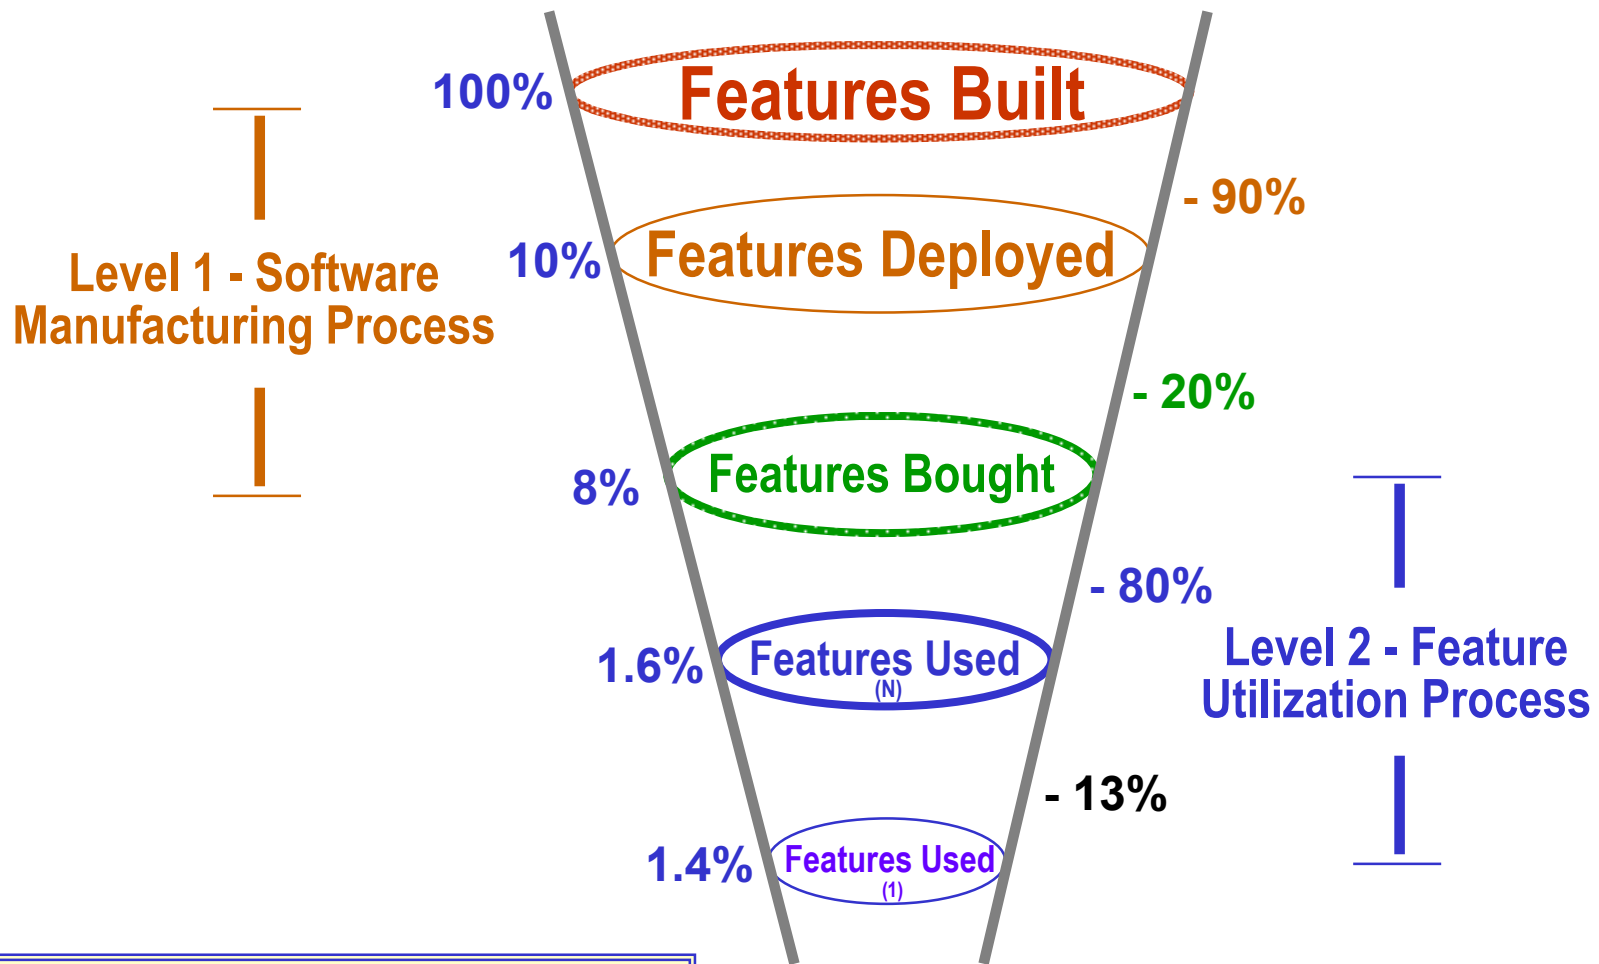 100%
Features Built
- 90%
10%
Features Deployed
Level 1 - Software
Manufacturing Process
- 20%
8%
Features Bought
- 80%
1.6%
Features Used
(N)
Level 2 - Feature
Utilization Process
- 13%
1.4%
Features Used
(1)